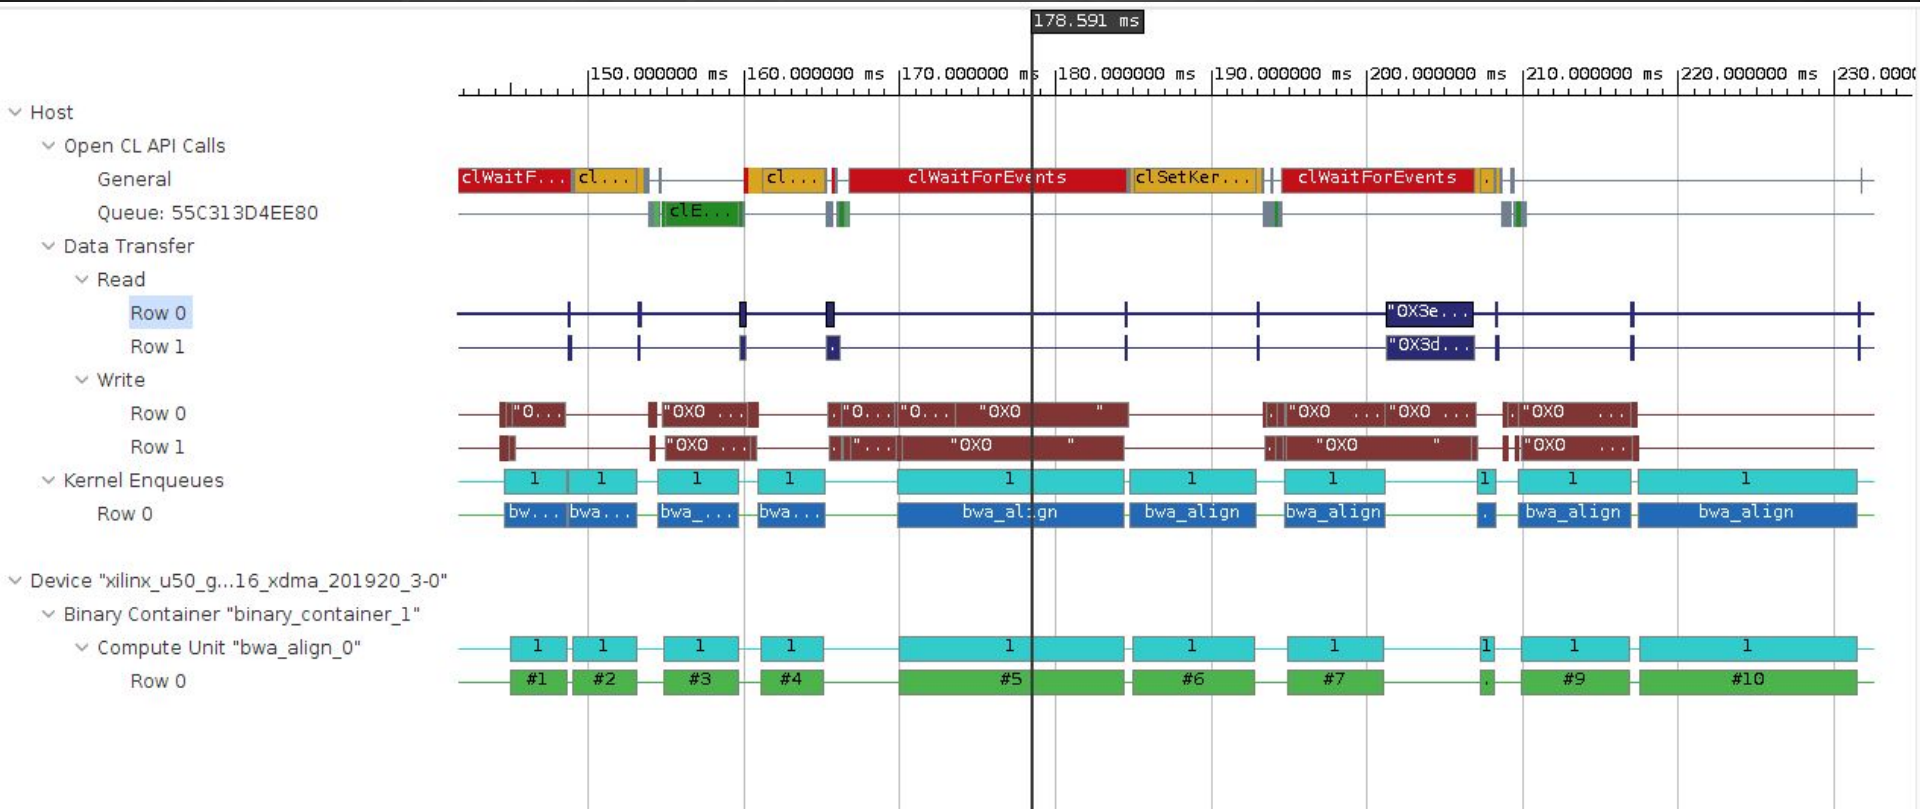 178.591 ms
150.000000 ms 160.000000 ms 170.000000 ms 180.000000 ms 190.000000 ms 200.000000 ms 210.000000 ms 220.000000 ms 230.000
Host
Open CL API Calls
General clWaitF... cl... cl... clWaitForEvents clSetKer... clWaitForEvents .
Queue: 55C313D4EE80 clE...
Data Transfer
Read
Row 0 "0X3e...
Row 1 . "0X3d...
Write
Row 0 "0... "0X0 ... . "0... "0... "0X0 " . "0X0 ... "0X0 ... . "0X0 ...
Row 1 "0X0 ... . "... "0X0 " . "0X0 " "0X0 ...
Kernel Enqueues 1 1 1 1 1 1 1 1 1 1
Row 0 bw... bwa... bwa_... bwa... bwa_align bwa_align bwa_align . bwa_align bwa_align
Device "xilinx_u50_g...16_xdma_201920_3-0"
Binary Container "binary_container_1"
Compute Unit "bwa_align_0" 1 1 1 1 1 1 1 1 1 1
Row 0 #1 #2 #3 #4 #5 #6 #7 . #9 #10